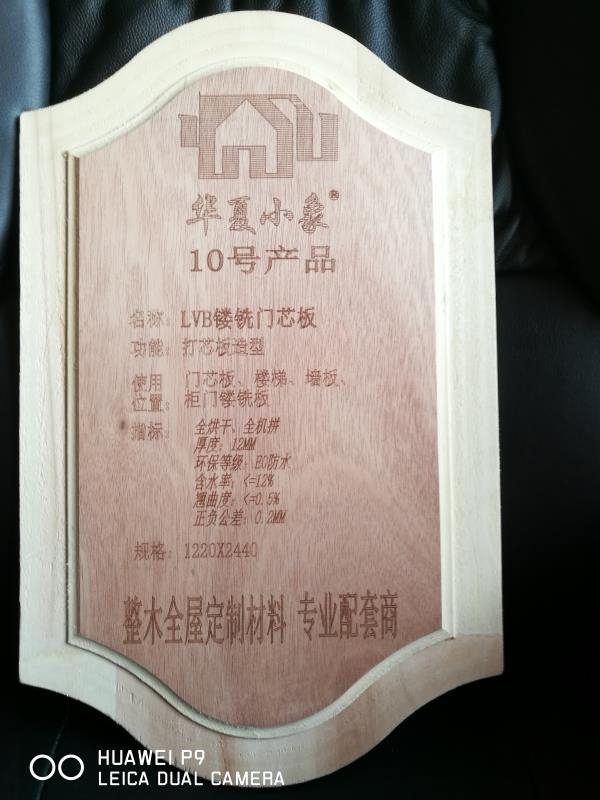 华夏小象®
10号产品
名称：LVB镂铣门芯板
功能：打芯板造型
使用位置：门芯板、楼梯、墙板、
柜门镂铣板
指标：全烘干、全机拼
厚度：12MM
环保等级：E0防水
含水率：<=12%
翘曲度：<=0.5%
正负公差：0.2MM
规格：1220X2440
整木全屋定制材料 专业配套商
HUAWEI P9
LEICA DUAL CAMERA